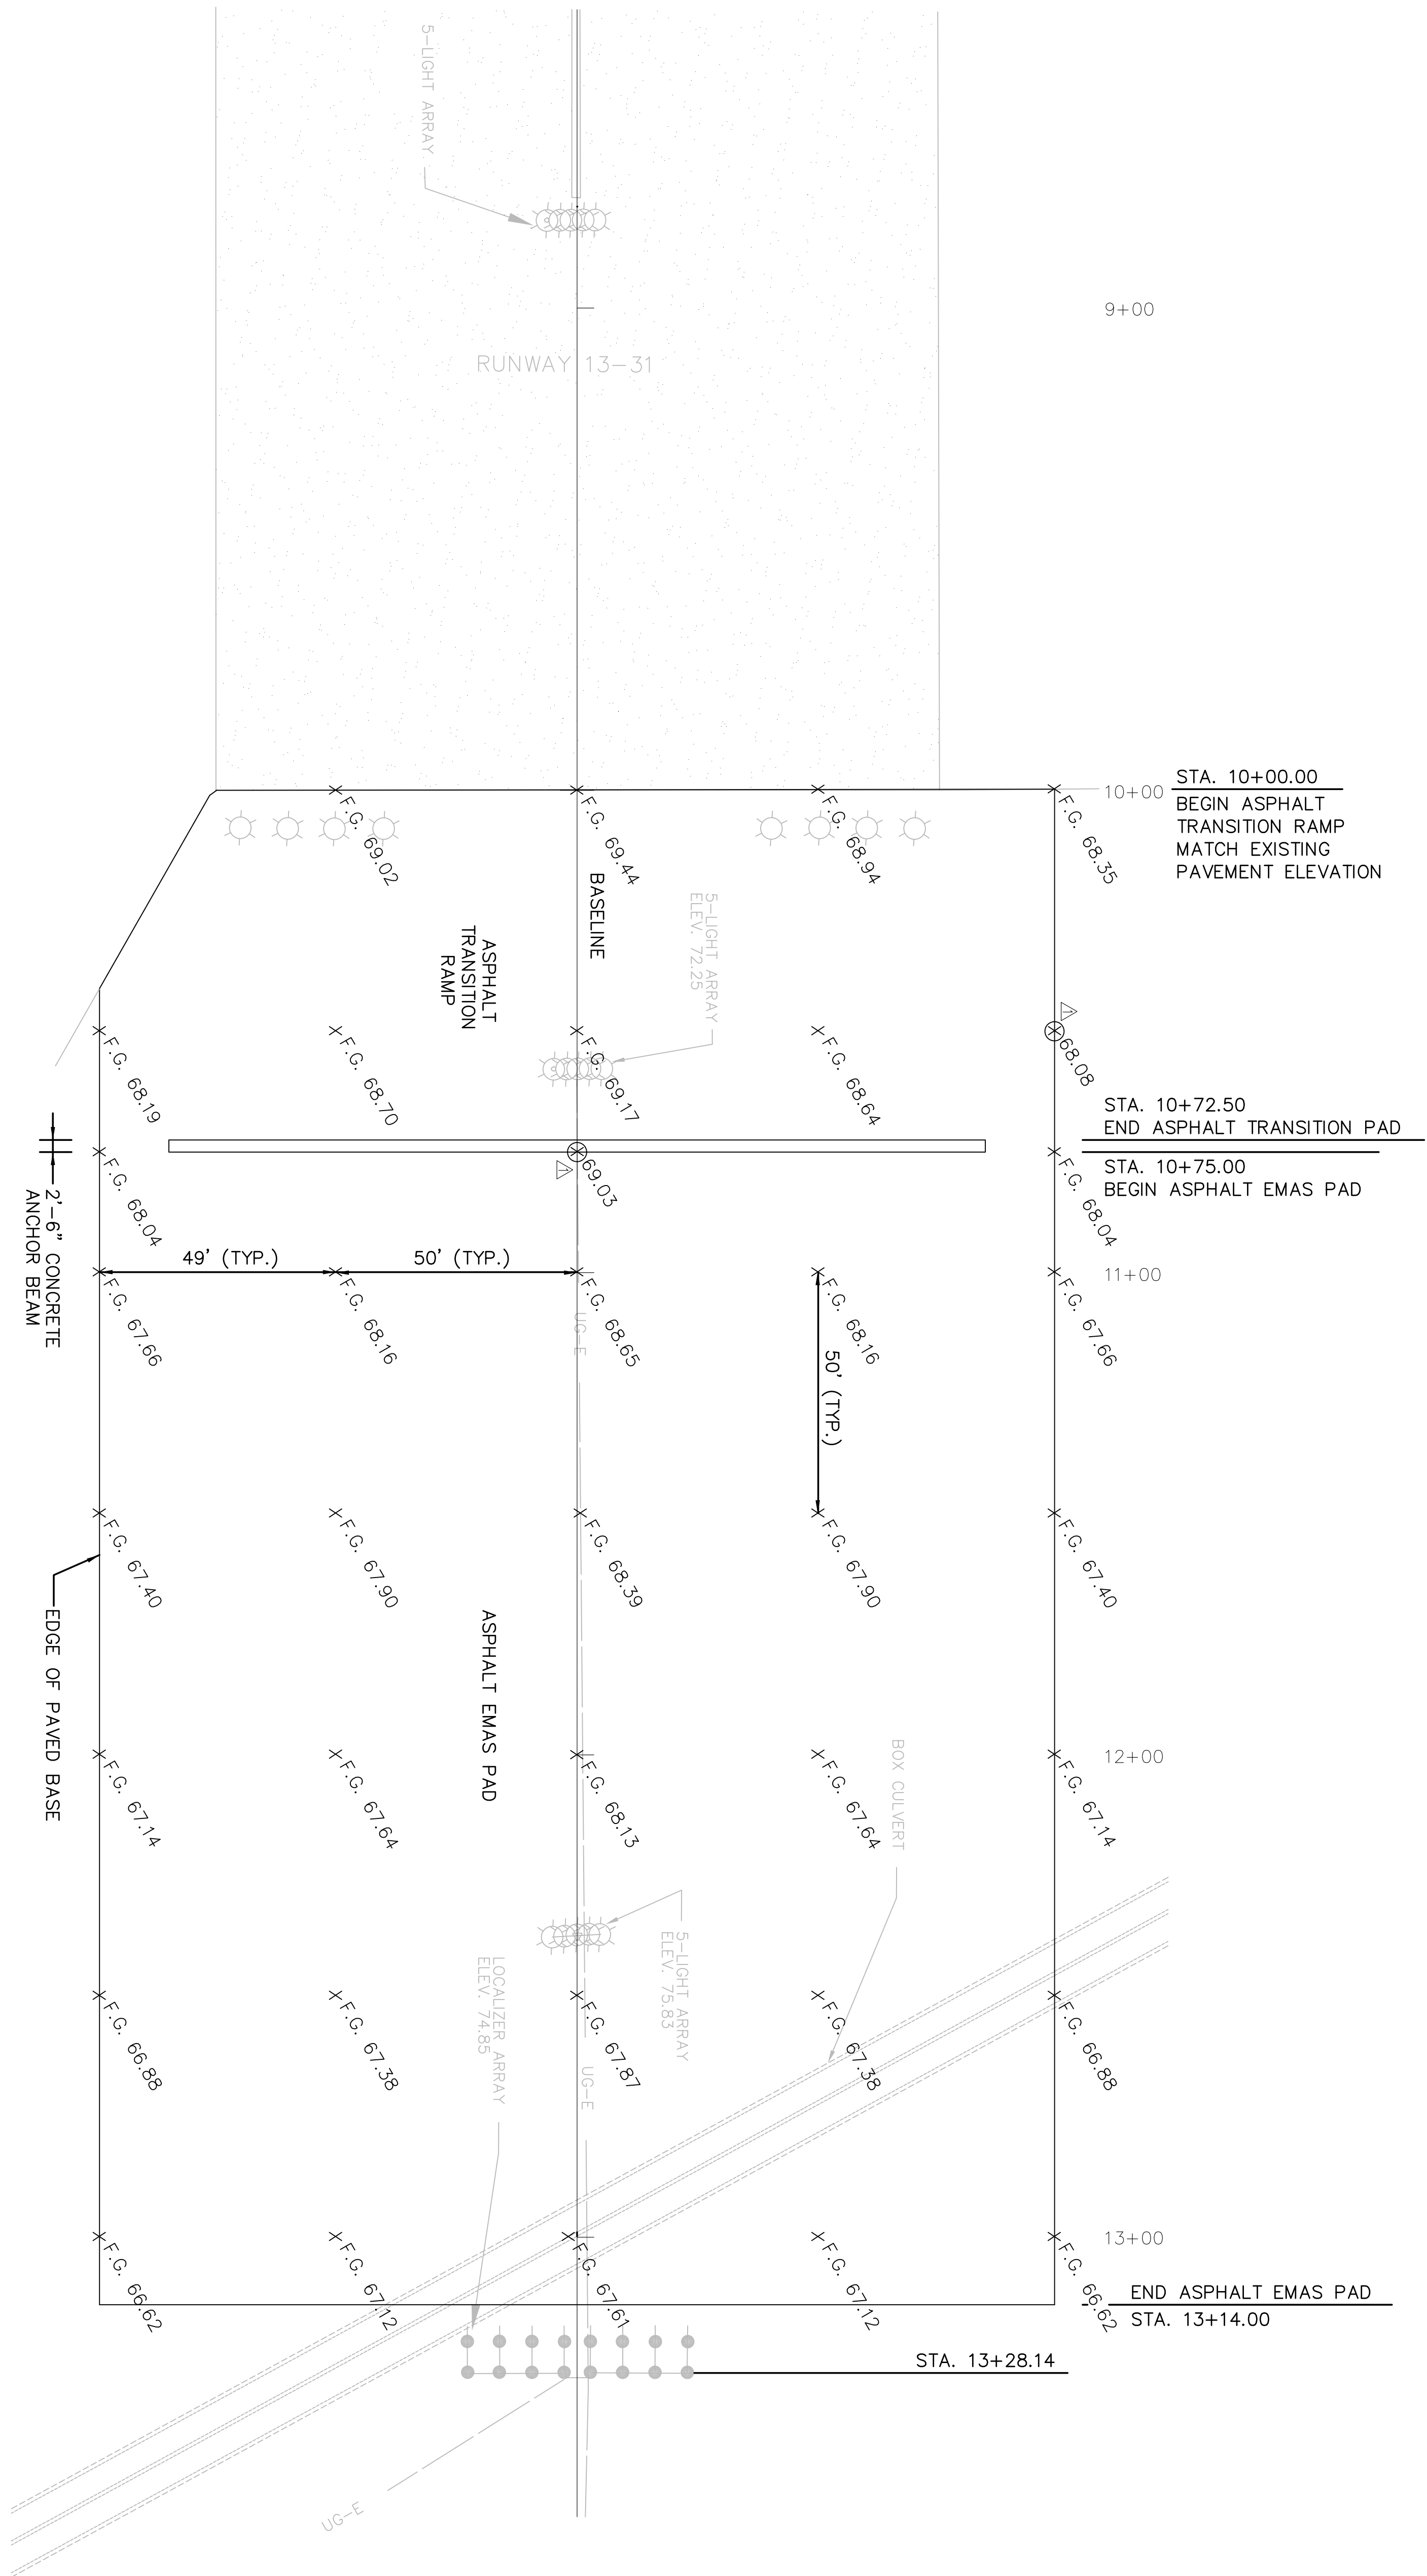 5-LIGHT ARRAY
9+00
RUNWAY 13-31
STA. 10+00.00
10+00
BEGIN ASPHALT
TRANSITION RAMP
MATCH EXISTING
PAVEMENT ELEVATION
F.G. 69.02
F.G. 69.44
F.G. 68.94
F.G. 68.35
BASELINE
5-LIGHT ARRAY
ELEV. 72.25
ASPHALT
TRANSITION
RAMP
1
F.G. 68.19
F.G. 68.70
F.G. 69.17
F.G. 68.64
68.08
STA. 10+72.50
END ASPHALT TRANSITION PAD
STA. 10+75.00
BEGIN ASPHALT EMAS PAD
F.G. 68.04
69.03
1
F.G. 68.04
2'-6" CONCRETE
ANCHOR BEAM
49' (TYP.)
50' (TYP.)
11+00
F.G. 67.66
F.G. 68.16
F.G. 68.65
F.G. 68.16
F.G. 67.66
UG-E
50' (TYP.)
F.G. 67.40
F.G. 67.90
F.G. 68.39
F.G. 67.90
F.G. 67.40
EDGE OF PAVED BASE
ASPHALT EMAS PAD
BOX CULVERT
12+00
F.G. 67.14
F.G. 67.64
F.G. 68.13
F.G. 67.64
F.G. 67.14
5-LIGHT ARRAY
ELEV. 75.83
LOCALIZER ARRAY
ELEV. 74.85
F.G. 66.88
F.G. 67.38
F.G. 67.87
F.G. 67.38
F.G. 66.88
UG-E
13+00
F.G. 66.62
F.G. 67.12
F.G. 67.61
F.G. 67.12
F.G. 66.62
END ASPHALT EMAS PAD
STA. 13+14.00
STA. 13+28.14
UG-E